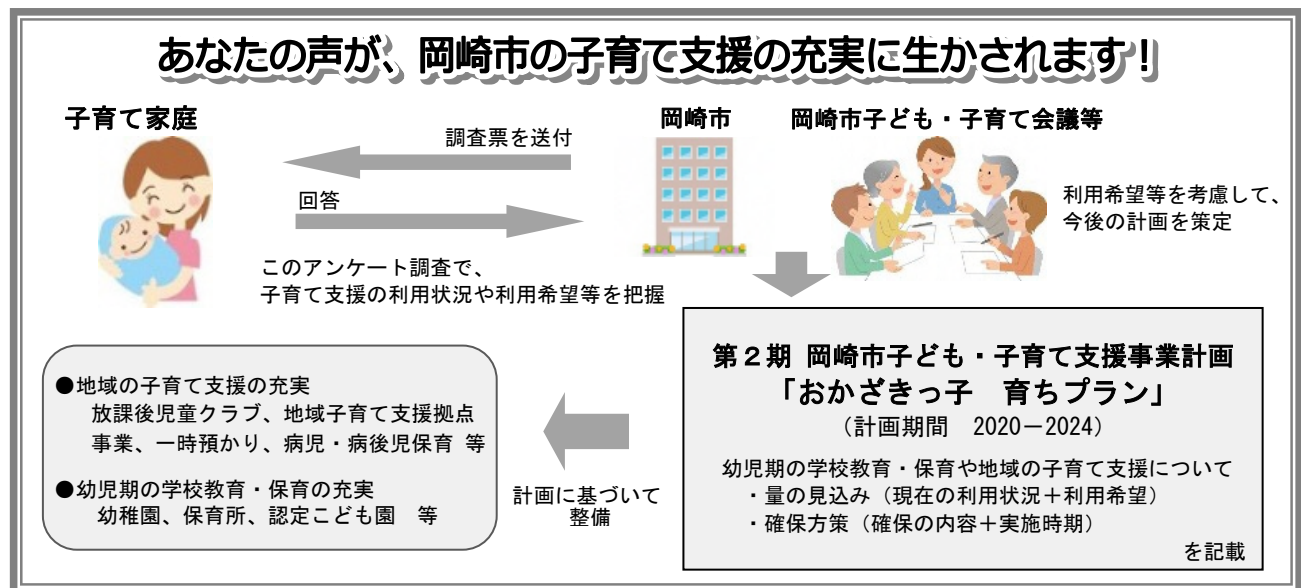 あなたの声が、岡崎市の子育て支援の充実に生かされます！
子育て家庭
調査票を送付
回答
このアンケート調査で、
子育て支援の利用状況や利用希望等を把握
岡崎市
岡崎市子ども・子育て会議等
利用希望等を考慮して、
今後の計画を策定
第２期 岡崎市子ども・子育て支援事業計画
「おかざきっ子　育ちプラン」
（計画期間　2020－2024）
幼児期の学校教育・保育や地域の子育て支援について
・量の見込み（現在の利用状況＋利用希望）
・確保方策（確保の内容＋実施時期）
を記載
計画に基づいて
整備
●地域の子育て支援の充実
放課後児童クラブ、地域子育て支援拠点
事業、一時預かり、病児・病後児保育 等
●幼児期の学校教育・保育の充実
幼稚園、保育所、認定こども園　等